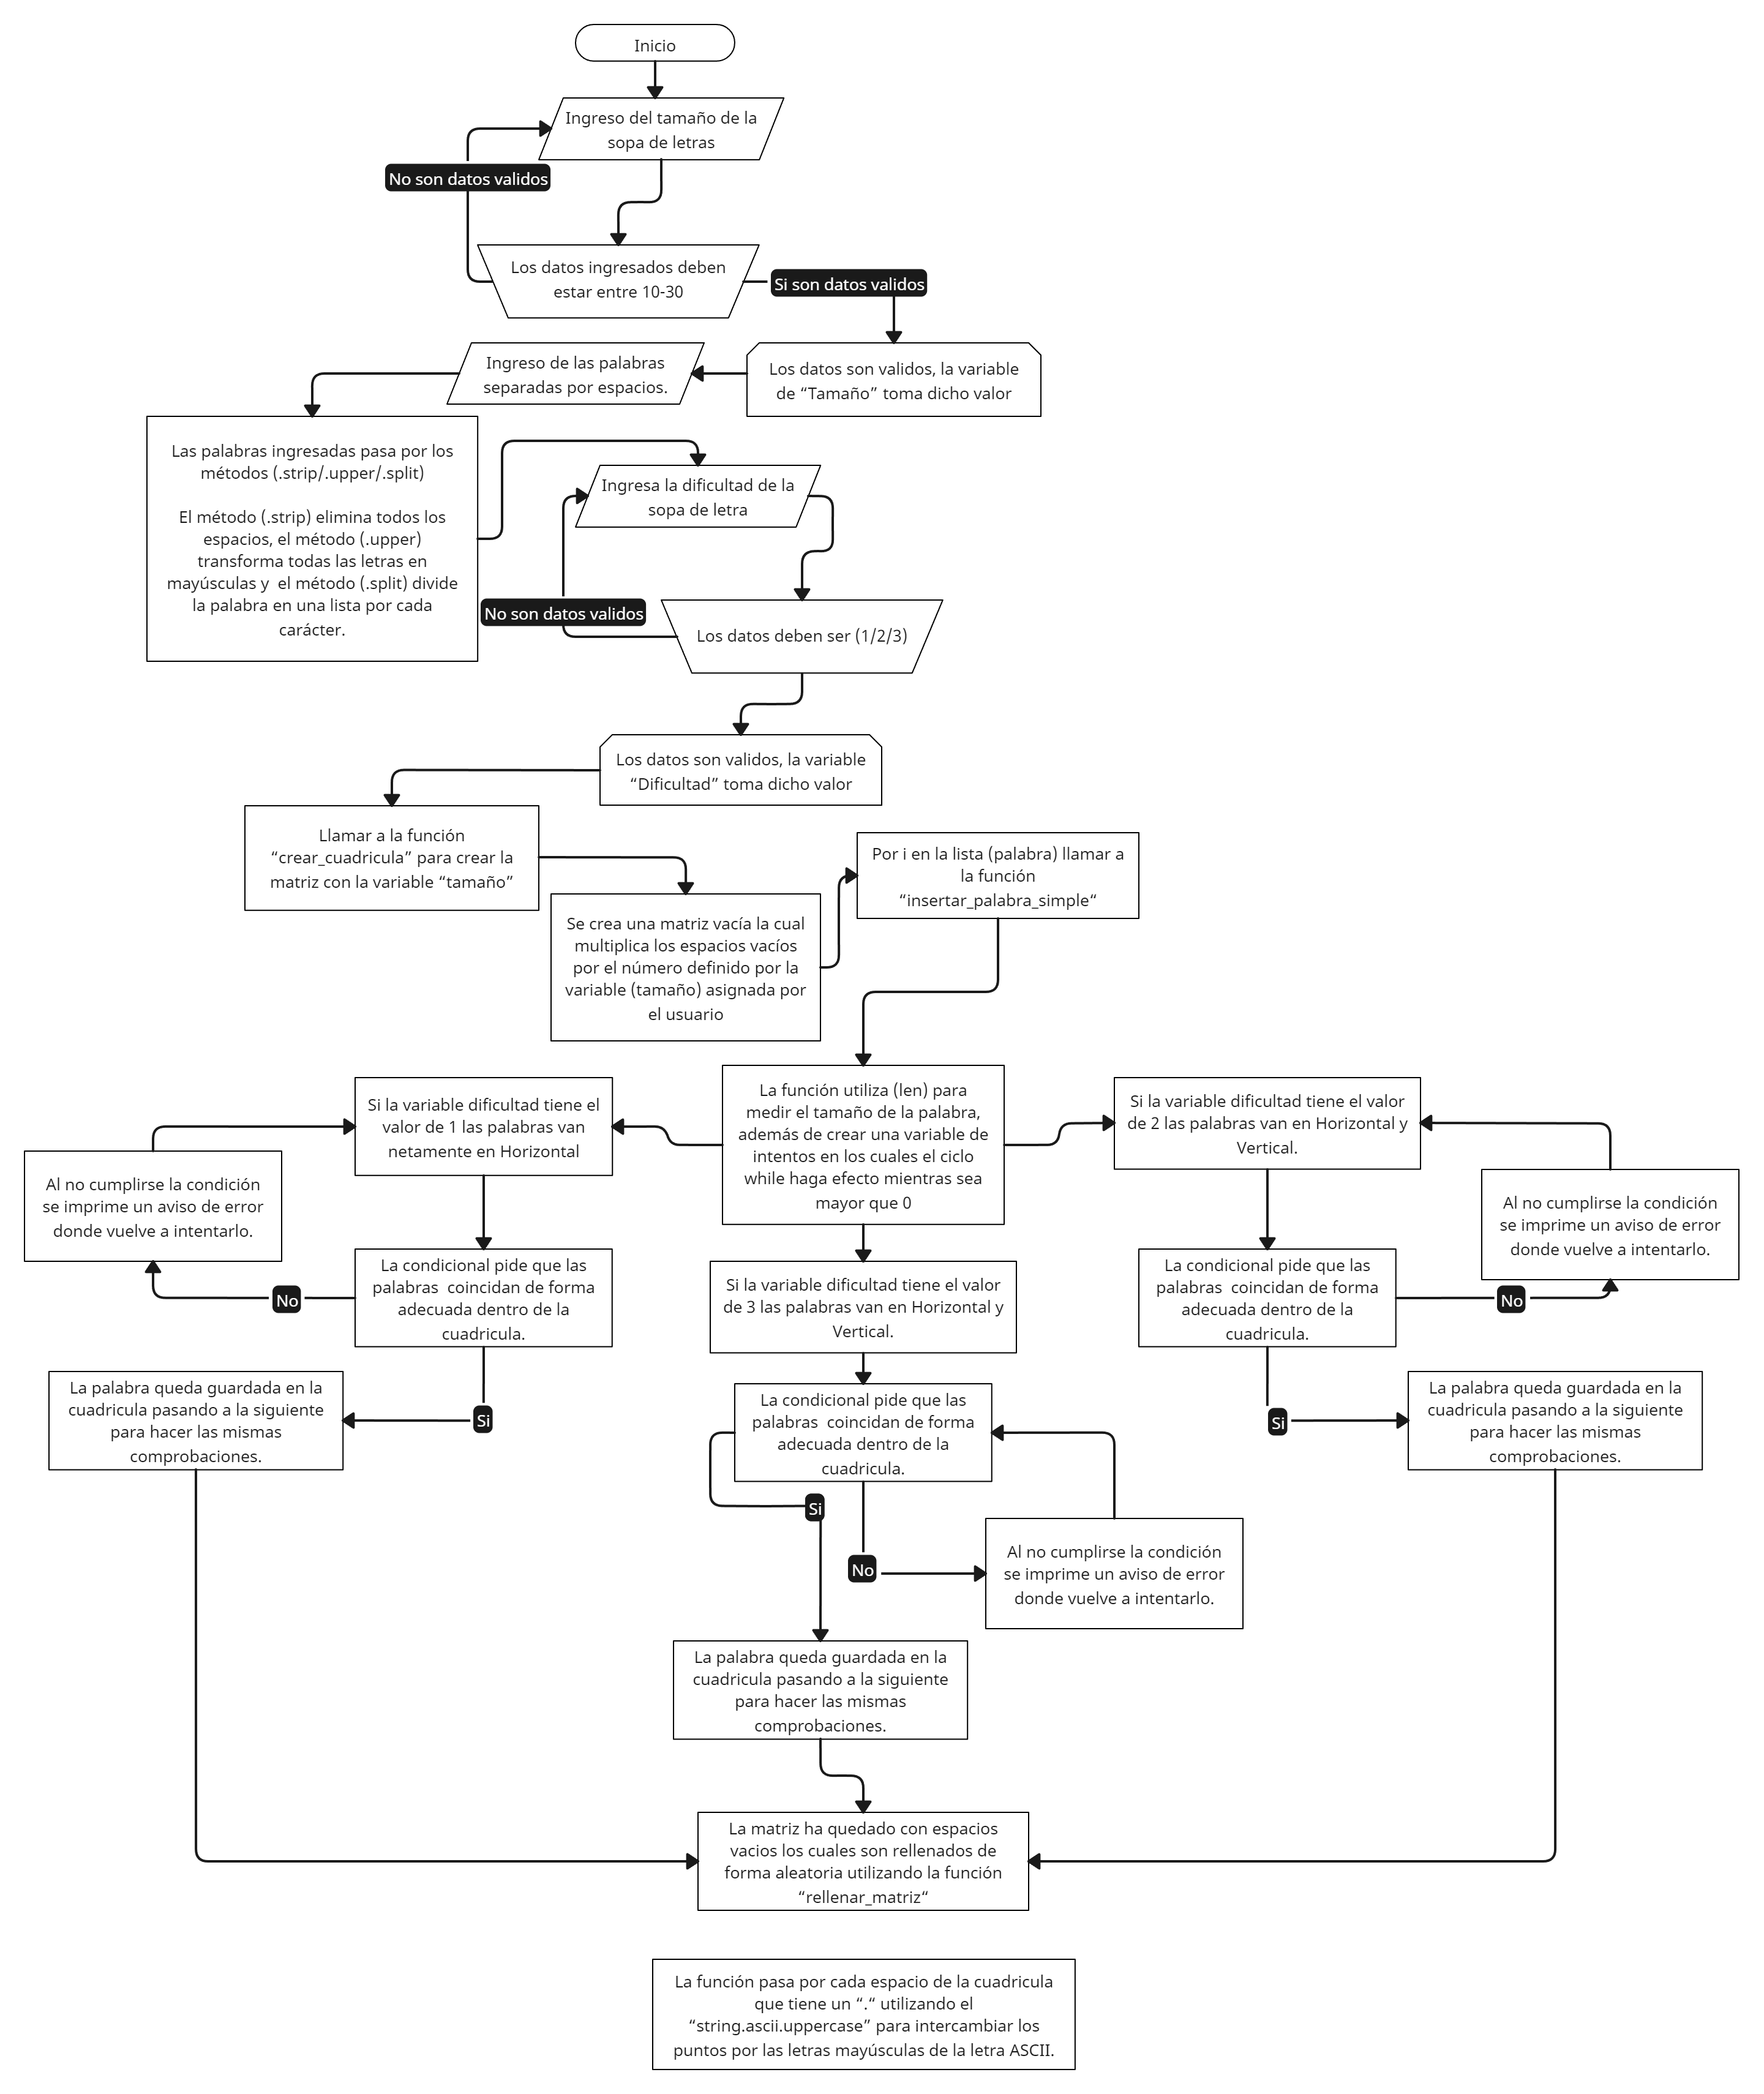 Inicio
Ingreso del tamaño de la
sopa de letras
No son datos validos
Los datos ingresados deben
estar entre 10-30
Si son datos validos
Los datos son validos, la variable
de “Tamaño” toma dicho valor
Ingreso de las palabras
separadas por espacios.
Las palabras ingresadas pasa por los
métodos (.strip/.upper/.split)
El método (.strip) elimina todos los
espacios, el método (.upper)
transforma todas las letras en
mayúsculas y  el método (.split) divide
la palabra en una lista por cada
carácter.
Ingresa la dificultad de la
sopa de letra
No son datos validos
Los datos deben ser (1/2/3)
Los datos son validos, la variable
“Dificultad” toma dicho valor
Llamar a la función
“crear_cuadricula” para crear la
matriz con la variable “tamaño”
Se crea una matriz vacía la cual
multiplica los espacios vacíos
por el número definido por la
variable (tamaño) asignada por
el usuario
Por i en la lista (palabra) llamar a
la función
“insertar_palabra_simple“
La función utiliza (len) para
medir el tamaño de la palabra,
además de crear una variable de
intentos en los cuales el ciclo
while haga efecto mientras sea
mayor que 0
Si la variable dificultad tiene el
valor de 1 las palabras van
netamente en Horizontal
Al no cumplirse la condición
se imprime un aviso de error
donde vuelve a intentarlo.
La condicional pide que las
palabras  coincidan de forma
adecuada dentro de la
cuadricula.
No
Si
La palabra queda guardada en la
cuadricula pasando a la siguiente
para hacer las mismas
comprobaciones.
Si la variable dificultad tiene el valor
de 3 las palabras van en Horizontal y
Vertical.
La condicional pide que las
palabras  coincidan de forma
adecuada dentro de la
cuadricula.
Si
No
Al no cumplirse la condición
se imprime un aviso de error
donde vuelve a intentarlo.
La palabra queda guardada en la
cuadricula pasando a la siguiente
para hacer las mismas
comprobaciones.
Si la variable dificultad tiene el valor
de 2 las palabras van en Horizontal y
Vertical.
Al no cumplirse la condición
se imprime un aviso de error
donde vuelve a intentarlo.
La condicional pide que las
palabras  coincidan de forma
adecuada dentro de la
cuadricula.
No
Si
La palabra queda guardada en la
cuadricula pasando a la siguiente
para hacer las mismas
comprobaciones.
La matriz ha quedado con espacios
vacios los cuales son rellenados de
forma aleatoria utilizando la función
“rellenar_matriz“
La función pasa por cada espacio de la cuadricula
que tiene un “.“ utilizando el
“string.ascii.uppercase” para intercambiar los
puntos por las letras mayúsculas de la letra ASCII.